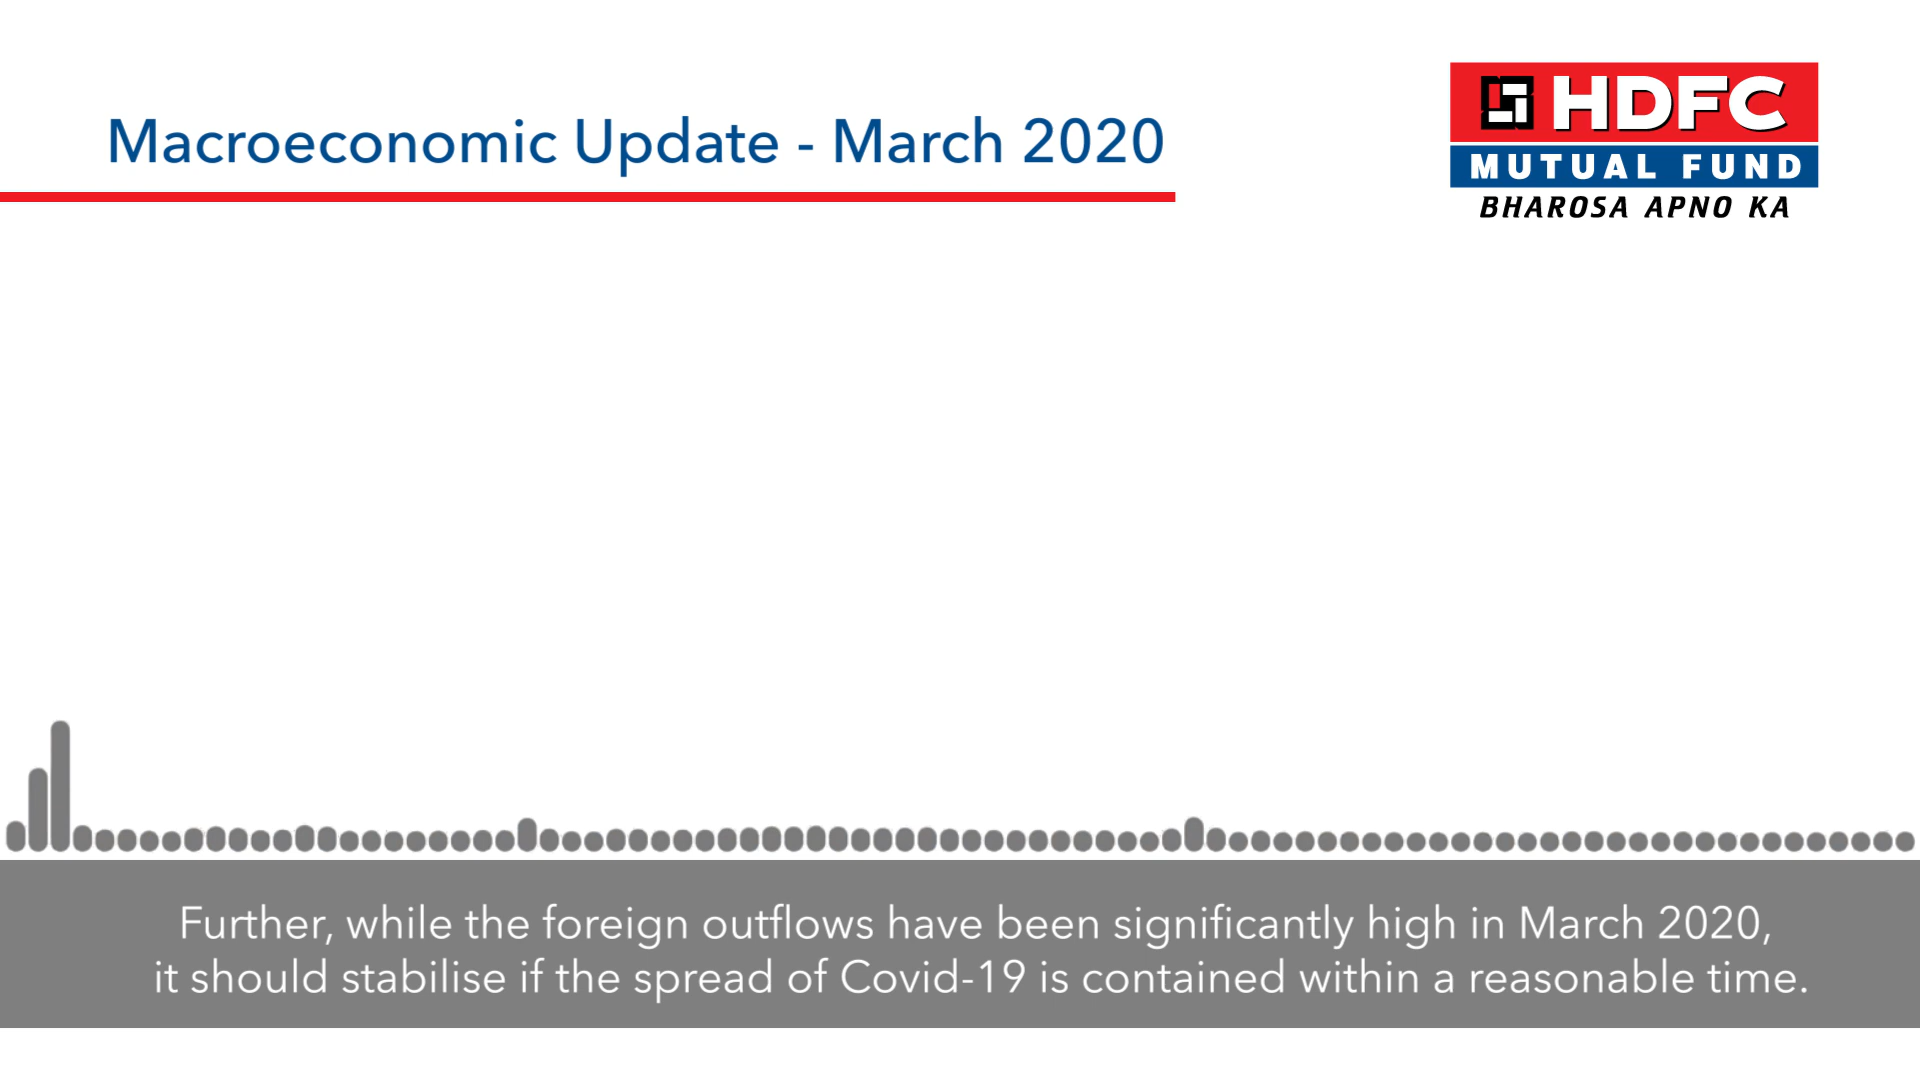 Macroeconomic Update - March 2020
HDFC
MUTUAL FUND
BHAROSA APNO KA
Further, while the foreign outflows have been significantly high in March 2020,
it should stabilise if the spread of Covid-19 is contained within a reasonable time.